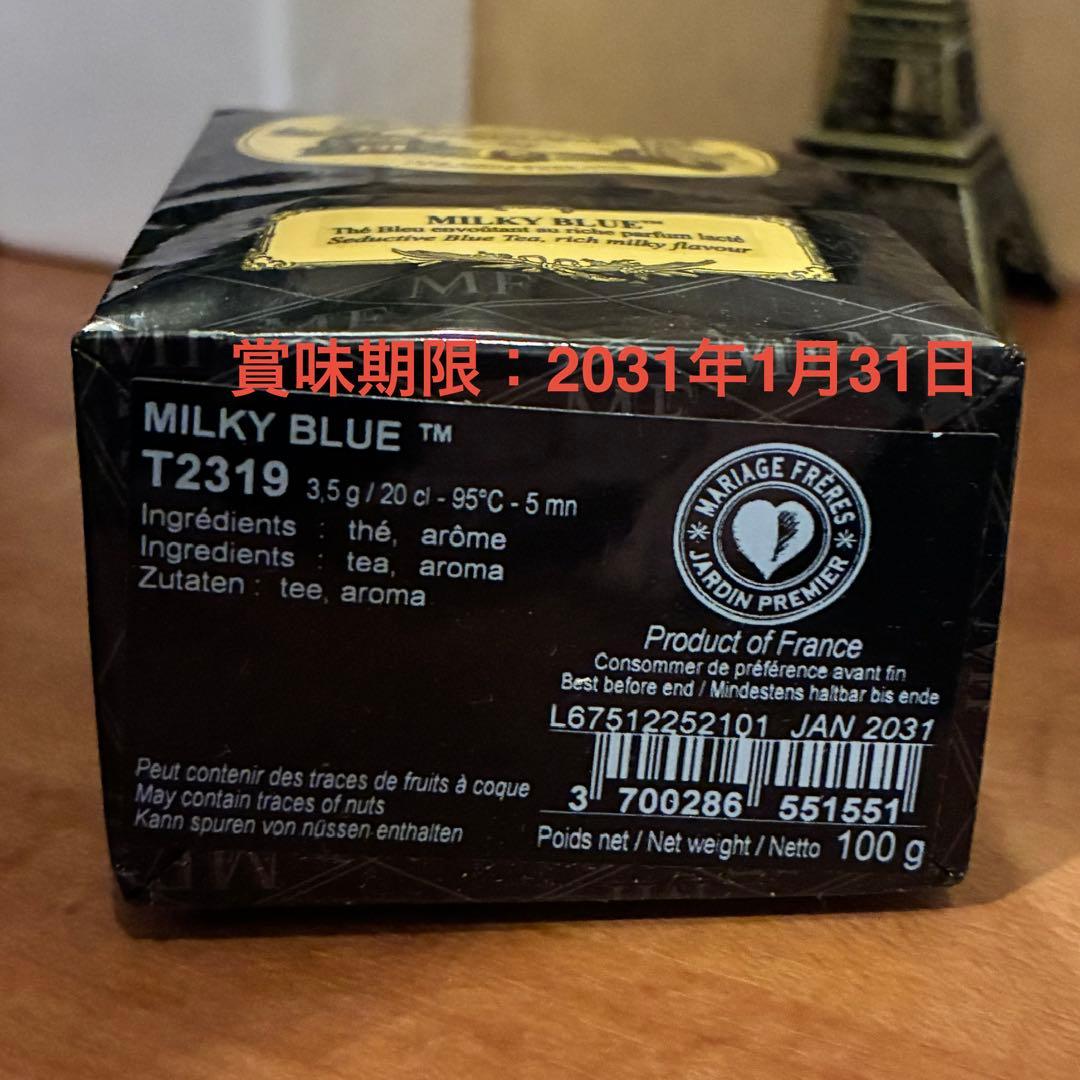 MILKY BLUE™
Thé Bleu envoûtant au riche parfum lacté
Seductive Blue Tea, rich milky flavour
MF
賞味期限：2031年1月31日
MILKY BLUE ™
T2319 3,5 g / 20 cl - 95°C - 5 mn
Ingrédients : thé, arôme
Ingredients : tea, aroma
Zutaten : tee, aroma
MARIAGE FRÈRES
JARDIN PREMIER
Product of France
Consommer de préférence avant fin
Best before end / Mindestens haltbar bis ende
L67512252101 JAN 2031
3 700286 551551
Peut contenir des traces de fruits à coque
May contain traces of nuts
Kann spuren von nüssen enthalten
Poids net / Net weight / Netto 100 g